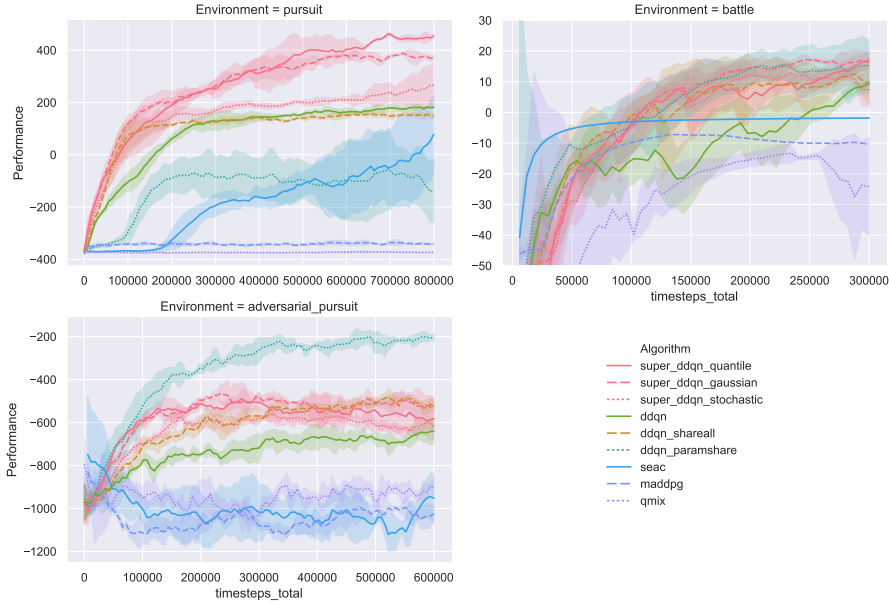 Environment = pursuit
Environment = battle
Performance
400
200
0
−200
−400
0
100000
200000
300000
400000
500000
600000
700000
800000
30
20
10
0
−10
−20
−30
−40
−50
0
50000
100000
150000
200000
250000
300000
timesteps_total
Environment = adversarial_pursuit
Performance
−200
−400
−600
−800
−1000
−1200
0
100000
200000
300000
400000
500000
600000
timesteps_total
Algorithm
super_ddqn_quantile
super_ddqn_gaussian
super_ddqn_stochastic
ddqn
ddqn_shareall
ddqn_paramshare
seac
maddpg
qmix